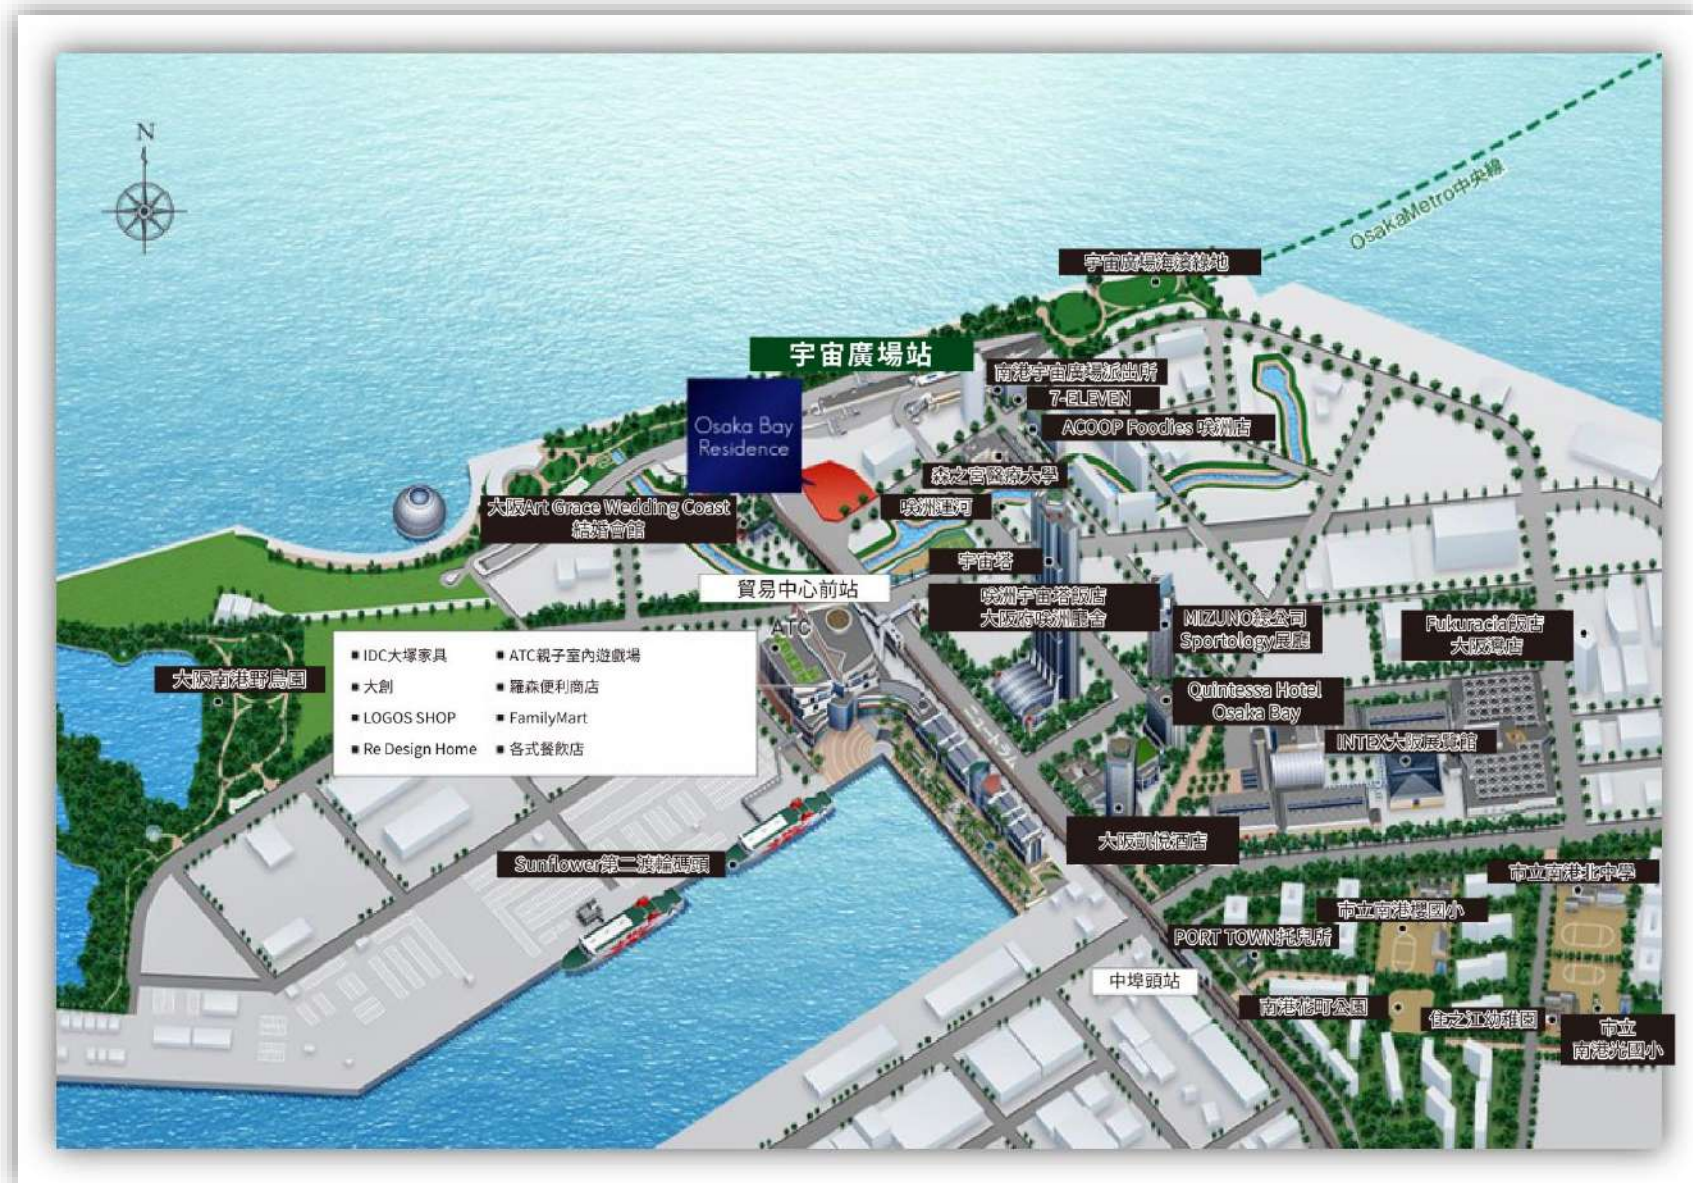 N
OsakaMetro中央線
宇宙廣場海濱綠地
宇宙廣場站
南港宇宙廣場派出所
7-ELEVEN
Osaka Bay
Residence
ACOOP Foodies 咲洲店
森之宮醫療大學
大阪Art Grace Wedding Coast
結婚會館
咲洲運河
宇宙塔
貿易中心前站
咲洲宇宙塔飯店
大阪府咲洲廳舍
MIZUNO總公司
Sportology展廳
Fukuracia飯店
大阪灣店
ATC
■ IDC大塚家具
■ ATC親子室內遊戲場
■ 大創
■ 羅森便利商店
■ LOGOS SHOP
■ FamilyMart
■ Re Design Home
■ 各式餐飲店
大阪南港野鳥園
Quintessa Hotel
Osaka Bay
ニュートラム
INTEX大阪展覽館
大阪凱悅酒店
Sunflower第二渡輪碼頭
市立南港北中學
市立南港櫻國小
PORT TOWN托兒所
中埠頭站
南港花町公園
住之江幼稚園
市立
南港光國小